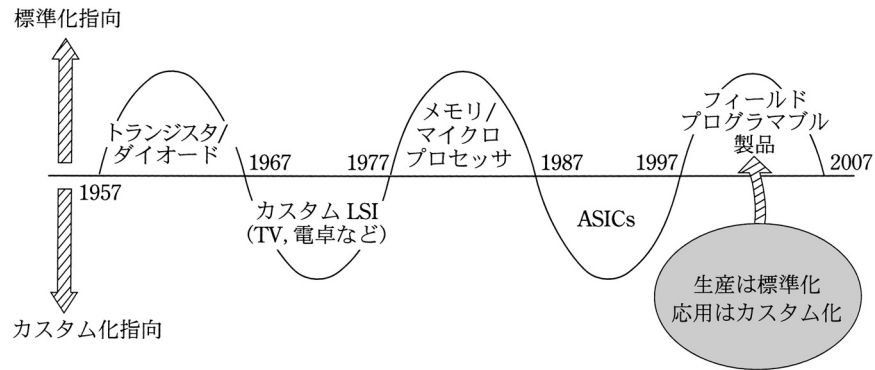 標準化指向
トランジスタ/
ダイオード
メモリ/
マイクロ
プロセッサ
フィールド
プログラマブル
製品
1957
1967
1977
1987
1997
2007
カスタム LSI
(TV, 電卓など)
ASICs
生産は標準化
応用はカスタム化
カスタム化指向